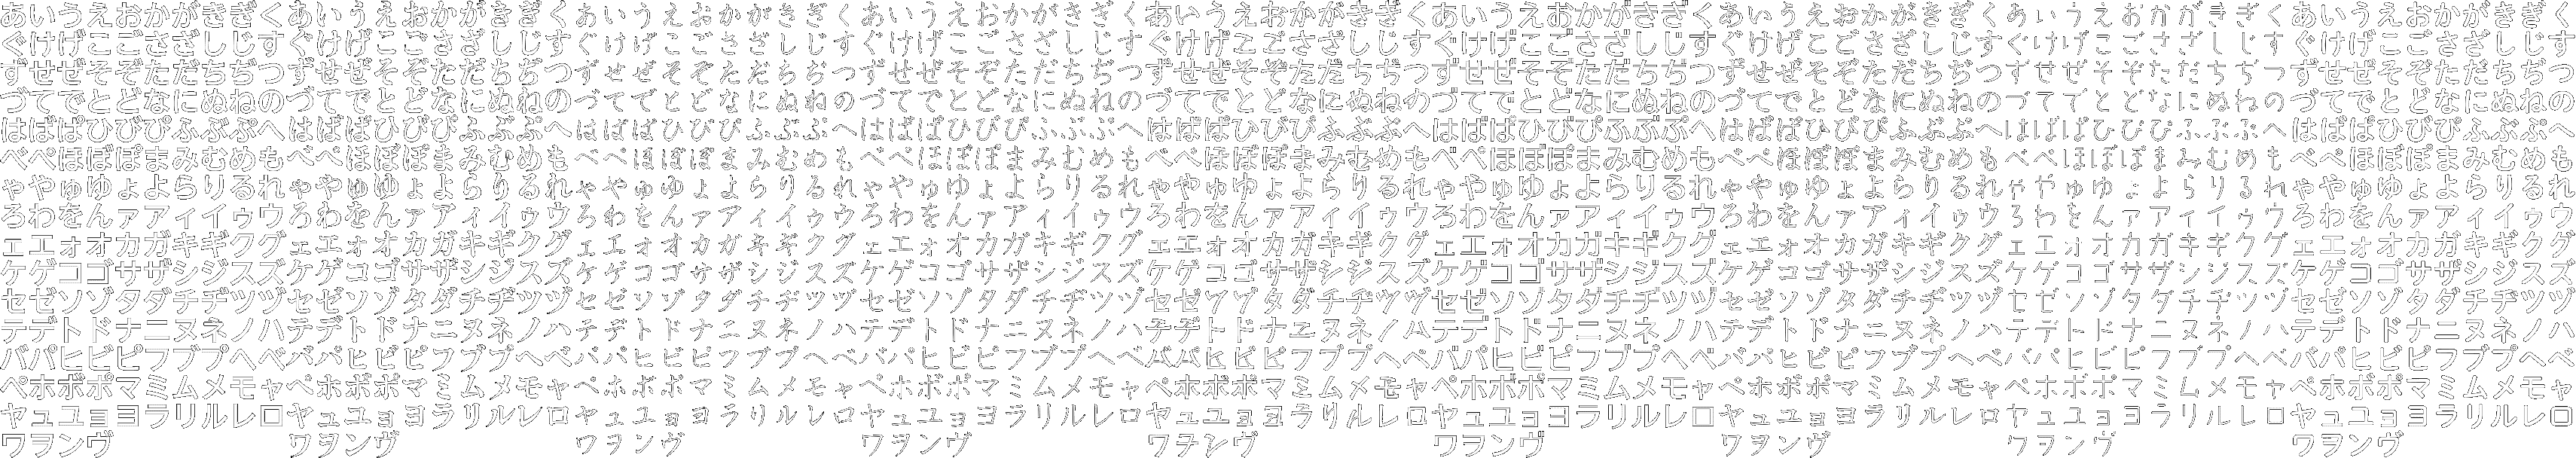 あいうえおかがきぎくあいうえおかがきぎくあいうえおかがきぎくあいうえおかがきぎくあいうえおかがきぎくあいうえおかがきぎくあいうえおかがきぎくあいうえおかがきぎくあいうえおかがきぎく
ぐけげこごさざしじすぐけげこごさざしじすぐけげこごさざしじすぐけげこごさざしじすぐけげこごさざしじすぐけげこごさざしじすぐけげこごさざしじすぐけげこごさざしじすぐけげこごさざしじす
ずせぜそぞただちぢつずせぜそぞただちぢつずせぜそぞただちぢつずせぜそぞただちぢつずせぜそぞただちぢつずせぜそぞただちぢつずせぜそぞただちぢつずせぜそぞただちぢつずせぜそぞただちぢつ
づてでとどなにぬねのづてでとどなにぬねのづてでとどなにぬねのづてでとどなにぬねのづてでとどなにぬねのづてでとどなにぬねのづてでとどなにぬねのづてでとどなにぬねのづてでとどなにぬねの
はばぱひびぴふぶぷへはばぱひびぴふぶぷへはばぱひびぴふぶぷへはばぱひびぴふぶぷへはばぱひびぴふぶぷへはばぱひびぴふぶぷへはばぱひびぴふぶぷへはばぱひびぴふぶぷへはばぱひびぴふぶぷへ
べぺほぼぽまみむめもべぺほぼぽまみむめもべぺほぼぽまみむめもべぺほぼぽまみむめもべぺほぼぽまみむめもべぺほぼぽまみむめもべぺほぼぽまみむめもべぺほぼぽまみむめもべぺほぼぽまみむめも
ゃやゅゆょよらりるれゃやゅゆょよらりるれゃやゅゆょよらりるれゃやゅゆょよらりるれゃやゅゆょよらりるれゃやゅゆょよらりるれゃやゅゆょよらりるれゃやゅゆょよらりるれゃやゅゆょよらりるれ
ろわをんァアィイゥウろわをんァアィイゥウろわをんァアィイゥウろわをんァアィイゥウろわをんァアィイゥウろわをんァアィイゥウろわをんァアィイゥウろわをんァアィイゥウろわをんァアィイゥウ
ェエォオカガキギクグェエォオカガキギクグェエォオカガキギクグェエォオカガキギクグェエォオカガキギクグェエォオカガキギクグェエォオカガキギクグェエォオカガキギクグェエォオカガキギクグ
ケゲコゴサザシジスズケゲコゴサザシジスズケゲコゴサザシジスズケゲコゴサザシジスズケゲコゴサザシジスズケゲコゴサザシジスズケゲコゴサザシジスズケゲコゴサザシジスズケゲコゴサザシジスズ
セゼソゾタダチヂツヅセゼソゾタダチヂツヅセゼソゾタダチヂツヅセゼソゾタダチヂツヅセゼソゾタダチヂツヅセゼソゾタダチヂツヅセゼソゾタダチヂツヅセゼソゾタダチヂツヅセゼソゾタダチヂツヅ
テデトドナニヌネノハテデトドナニヌネノハテデトドナニヌネノハテデトドナニヌネノハテデトドナニヌネノハテデトドナニヌネノハテデトドナニヌネノハテデトドナニヌネノハテデトドナニヌネノハ
バパヒビピフブプヘベバパヒビピフブプヘベバパヒビピフブプヘベバパヒビピフブプヘベバパヒビピフブプヘベバパヒビピフブプヘベバパヒビピフブプヘベバパヒビピフブプヘベバパヒビピフブプヘベ
ペホボポマミムメモャペホボポマミムメモャペホボポマミムメモャペホボポマミムメモャペホボポマミムメモャペホボポマミムメモャペホボポマミムメモャペホボポマミムメモャペホボポマミムメモャ
ヤュユョヨラリルレロヤュユョヨラリルレロヤュユョヨラリルレロヤュユョヨラリルレロヤュユョヨラリルレロヤュユョヨラリルレロヤュユョヨラリルレロヤュユョヨラリルレロヤュユョヨラリルレロ
ワヲンヴ ワヲンヴ ワヲンヴ ワヲンヴ ワヲンヴ ワヲンヴ ワヲンヴ ワヲンヴ ワヲンヴ